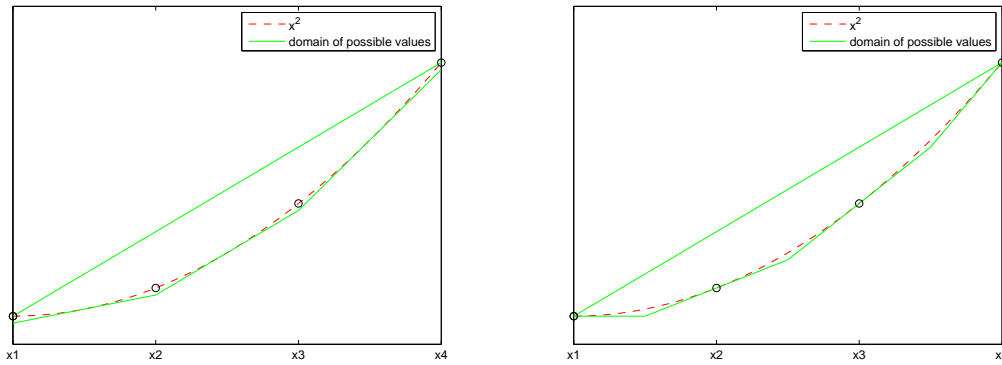 x²
domain of possible values
x1 x2 x3 x4
x²
domain of possible values
x1 x2 x3 x